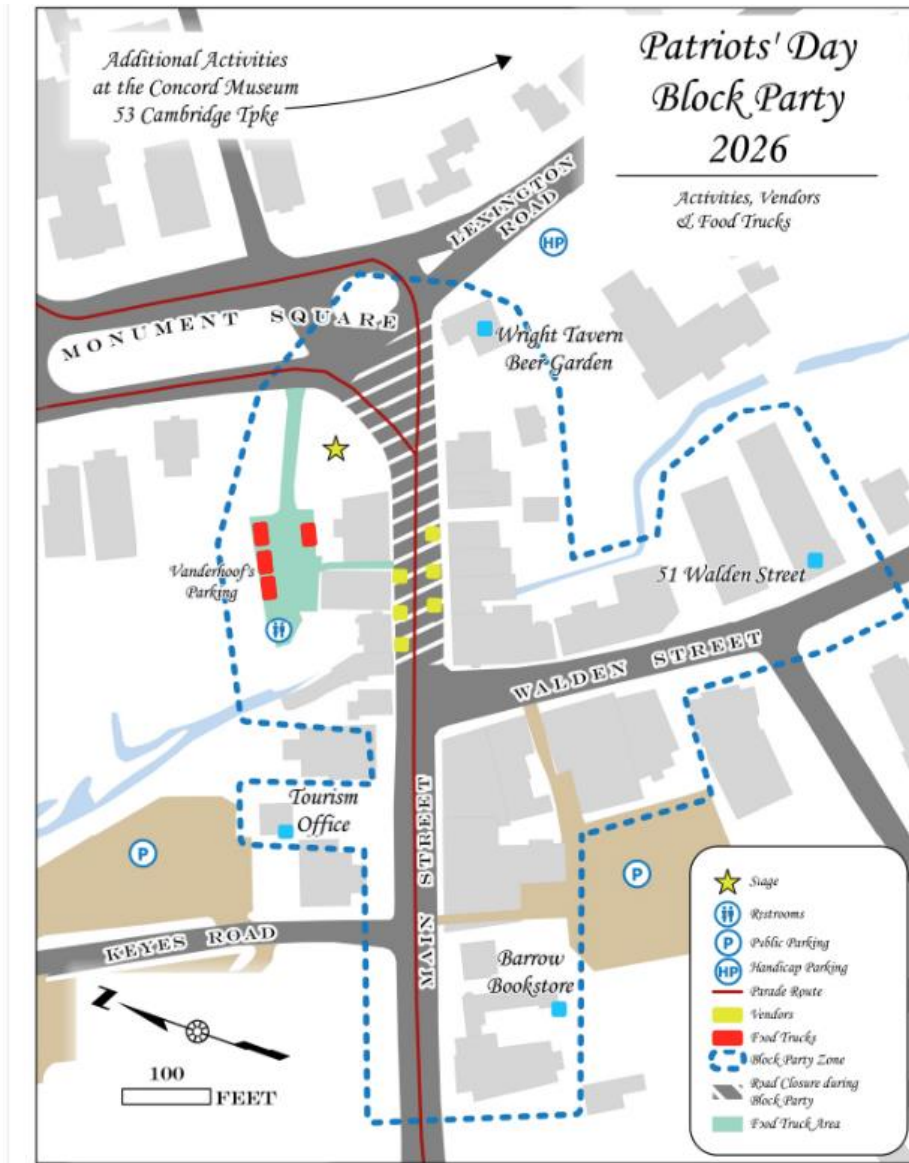 Additional Activities
at the Concord Museum
53 Cambridge Tpke
Patriots' Day
Block Party
2026
Activities, Vendors
& Food Trucks
LEXINGTON
ROAD
HP
MONUMENT SQUARE
Wright Tavern
Beer Garden
Vanderhoof's
Parking
51 Walden Street
WALDEN STREET
Tourism
Office
MAIN STREET
P
P
KEYES ROAD
Barrow
Bookstore
N
100
FEET
Stage
Restrooms
P
Public Parking
HP
Handicap Parking
Parade Route
Vendors
Food Trucks
Block Party Zone
Road Closure during
Block Party
Food Truck Area